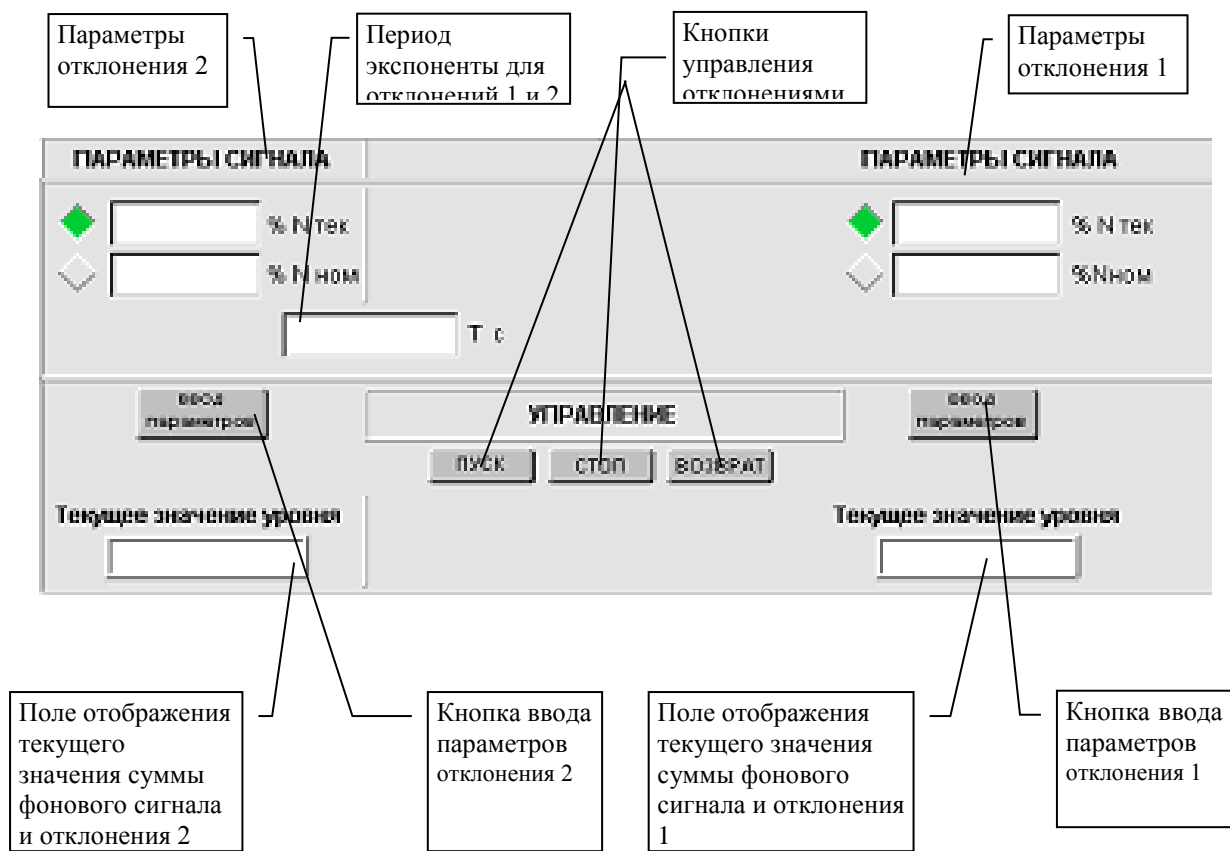 Параметры
отклонения 2
Период
экспоненты для
отклонений 1 и 2
Кнопки
управления
отклонениями
Параметры
отклонения 1
ПАРАМЕТРЫ СИГНАЛА
ПАРАМЕТРЫ СИГНАЛА
% N тек
% N ном
% N тек
%Nном
Т с
ввод
параметров
УПРАВЛЕНИЕ
ввод
параметров
ПУСК
СТОП
ВОЗВРАТ
Текущее значение уровня
Текущее значение уровня
Поле отображения
текущего
значения суммы
фонового сигнала
и отклонения 2
Кнопка ввода
параметров
отклонения 2
Поле отображения
текущего значения
суммы фонового
сигнала и отклонения
1
Кнопка ввода
параметров
отклонения 1